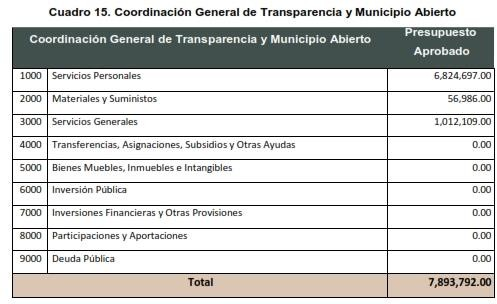 Cuadro 15. Coordinación General de Transparencia y Municipio Abierto
Coordinación General de Transparencia y Municipio Abierto Presupuesto Aprobado
1000 Servicios Personales 6,824,697.00
2000 Materiales y Suministos 56,986.00
3000 Servicios Generales 1,012,109.00
4000 Transferencias, Asignaciones, Subsidios y Otras Ayudas 0.00
5000 Bienes Muebles, Inmuebles e Intangibles 0.00
6000 Inversión Pública 0.00
7000 Inversiones Financieras y Otras Provisiones 0.00
8000 Participaciones y Aportaciones 0.00
9000 Deuda Pública 0.00
Total 7,893,792.00